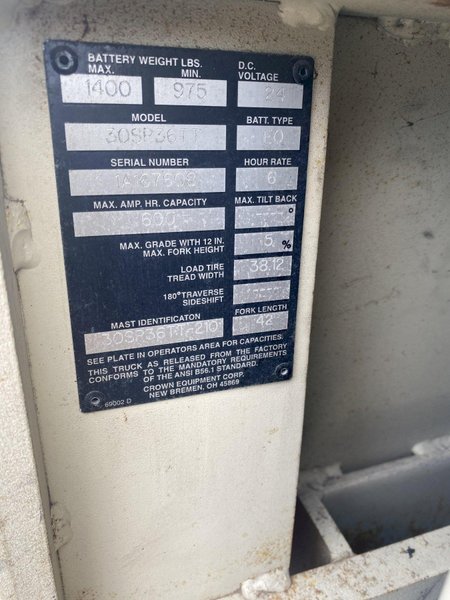 BATTERY WEIGHT LBS. D.C.
MAX. MIN. VOLTAGE
1400 975 24
MODEL BATT. TYPE
30SP36TT EO
SERIAL NUMBER HOUR RATE
6
MAX. AMP. HR. CAPACITY MAX. TILT BACK
600 ---- °
MAX. GRADE WITH 12 IN.
MAX. FORK HEIGHT 5 %
LOAD TIRE
TREAD WIDTH 38.12
180° TRAVERSE
SIDESHIFT ----
MAST IDENTIFICATON FORK LENGTH
30SP36TT-210 42
SEE PLATE IN OPERATORS AREA FOR CAPACITIES.
THIS TRUCK AS RELEASED FROM THE FACTORY
CONFORMS TO THE MANDATORY REQUIREMENTS
OF THE ANSI B56.1 STANDARD.
CROWN EQUIPMENT CORP.
NEW BREMEN, OH 45869
69002 D